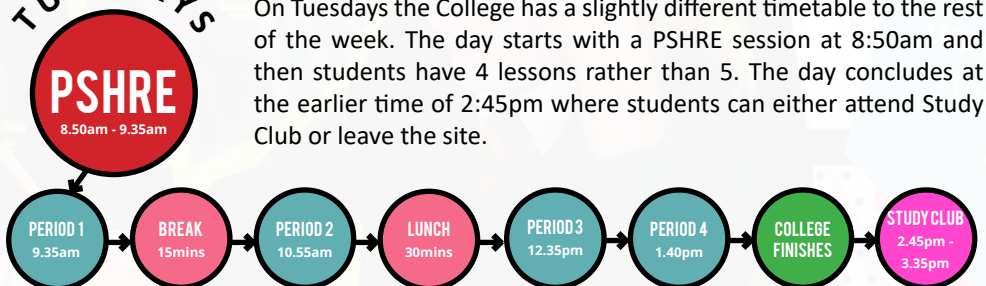 On Tuesdays the College has a slightly different timetable to the rest
of the week. The day starts with a PSHRE session at 8:50am and
then students have 4 lessons rather than 5. The day concludes at
the earlier time of 2:45pm where students can either attend Study
Club or leave the site.
PSHRE
8.50am - 9.35am
PERIOD 1
9.35am
BREAK
15mins
PERIOD 2
10.55am
LUNCH
30mins
PERIOD 3
12.35pm
PERIOD 4
1.40pm
COLLEGE
FINISHES
STUDY CLUB
2.45pm -
3.35pm